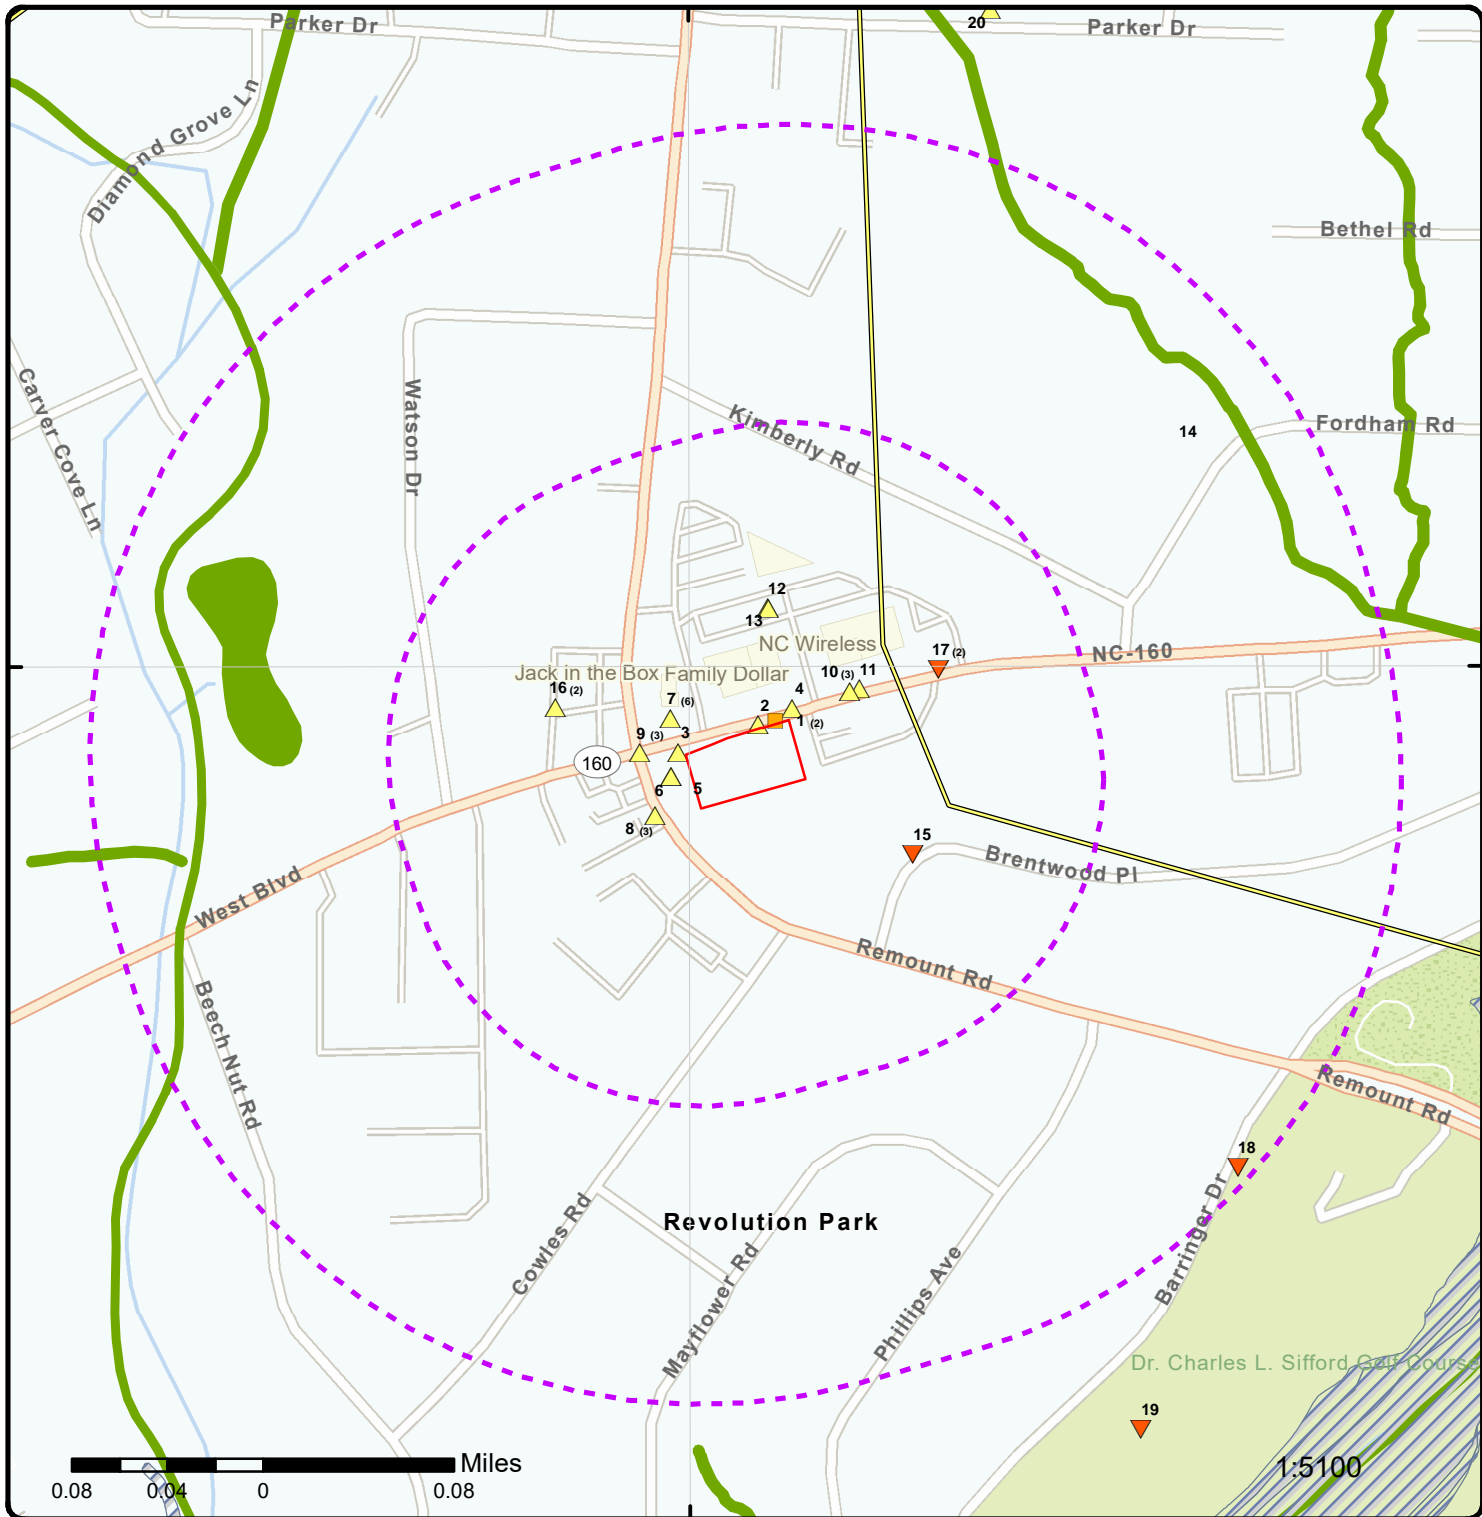 20
Parker Dr
Parker Dr
Diamond Grove Ln
Bethel Rd
Carver Cove Ln
Watson Dr
Kimberly Rd
14
Fordham Rd
12
13
NC Wireless
17 (2)
NC-160
Jack in the Box
Family Dollar
10 (3)
11
16 (2)
7 (6)
4
2
1 (2)
9 (3)
3
160
6
5
8 (3)
15
Brentwood Pl
West Blvd
Remount Rd
Beech Nut Rd
Remount Rd
18
Cowles Rd
Revolution Park
Barringer Dr
Mayflower Rd
Phillips Ave
Dr. Charles L. Sifford Golf Course
19
Miles
1:5100
0.08
0.04
0
0.08